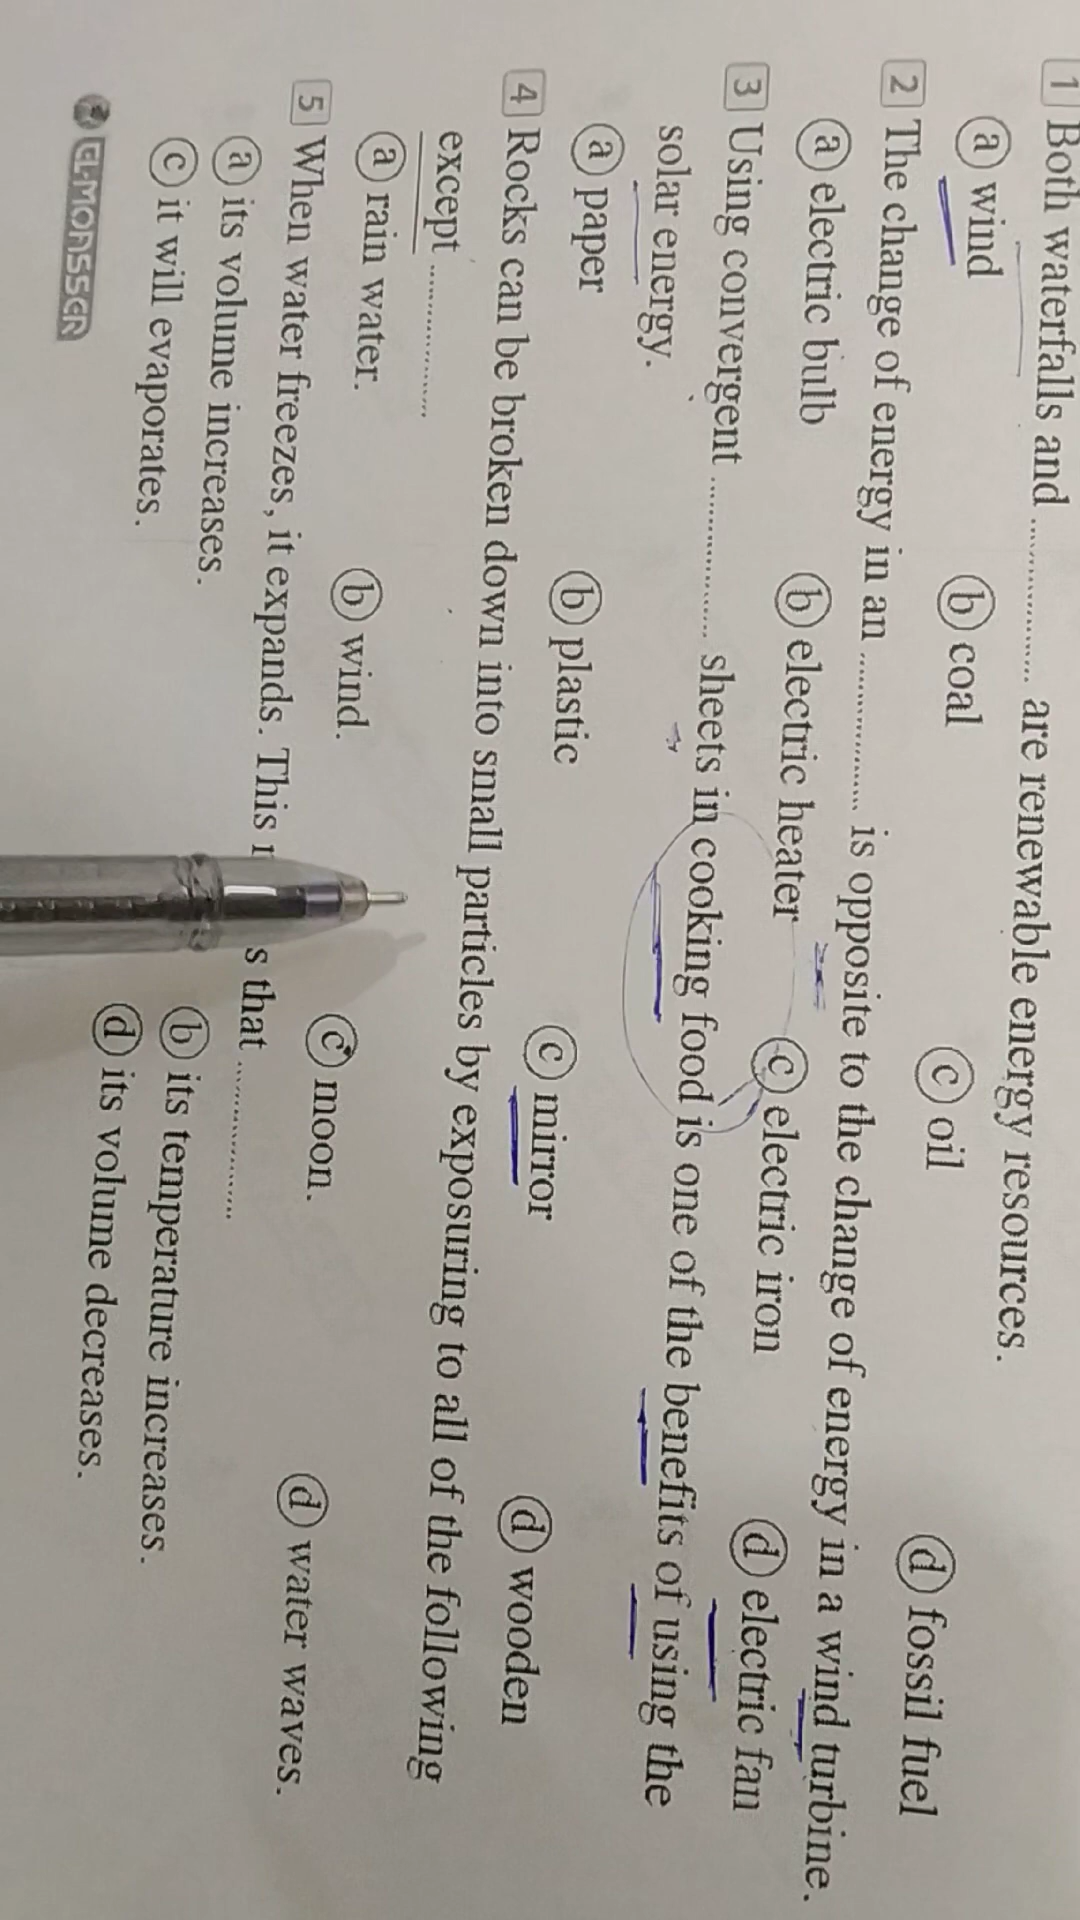 1 Both waterfalls and ............... are renewable energy resources.
a wind b coal c oil d fossil fuel
2 The change of energy in an ............... is opposite to the change of energy in a wind turbine.
a electric bulb b electric heater c electric iron d electric fan
3 Using convergent ............... sheets in cooking food is one of the benefits of using the
solar energy.
a paper b plastic c mirror d wooden
4 Rocks can be broken down into small particles by exposuring to all of the following
except ...............
a rain water. b wind. c moon. d water waves.
5 When water freezes, it expands. This that ...............
a its volume increases. b its temperature increases.
c it will evaporates. d its volume decreases.
EL-MOASSER